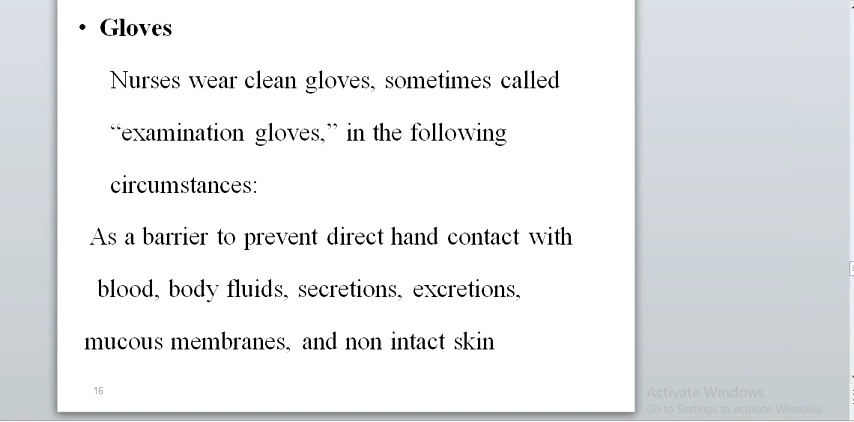 • Gloves
Nurses wear clean gloves, sometimes called
“examination gloves,” in the following
circumstances:
As a barrier to prevent direct hand contact with
blood, body fluids, secretions, excretions,
mucous membranes, and non intact skin
16
Activate Windows
Go to Settings to activate Windows.